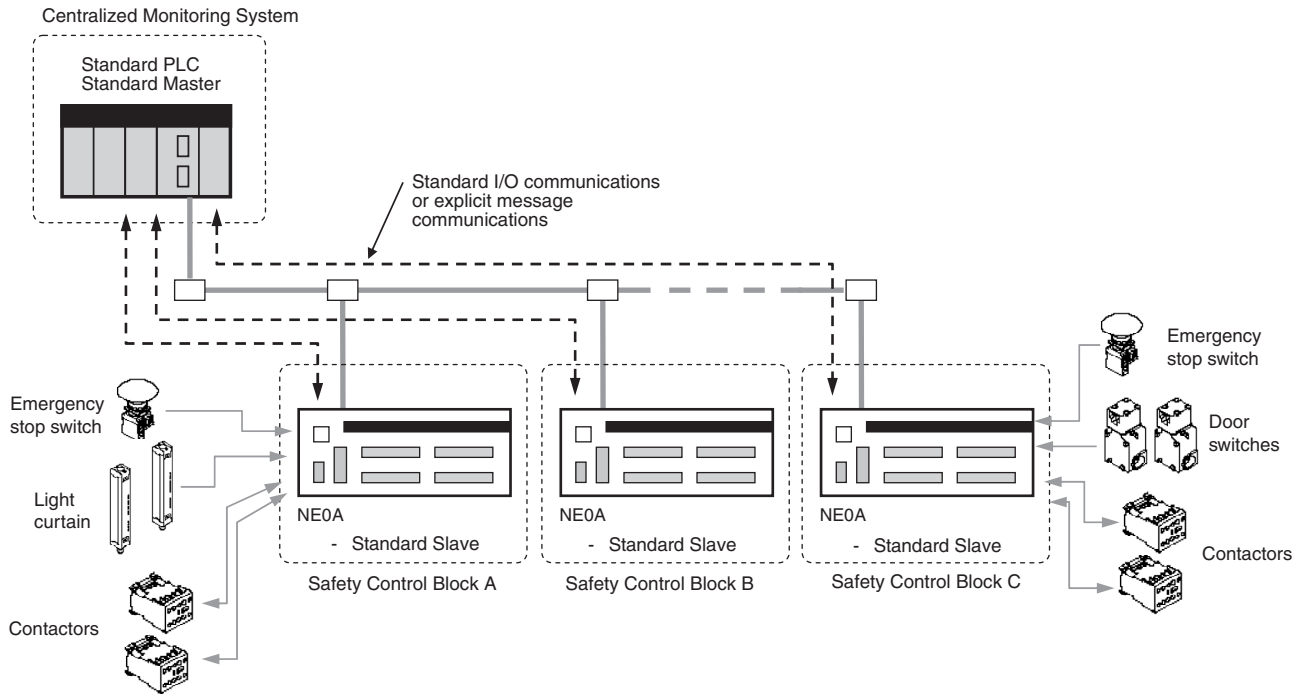 Centralized Monitoring System
Standard PLC
Standard Master
Standard I/O communications
or explicit message
communications
Emergency
stop switch
Light
curtain
Contactors
NE0A
- Standard Slave
Safety Control Block A
NE0A
- Standard Slave
Safety Control Block B
NE0A
- Standard Slave
Safety Control Block C
Emergency
stop switch
Door
switches
Contactors